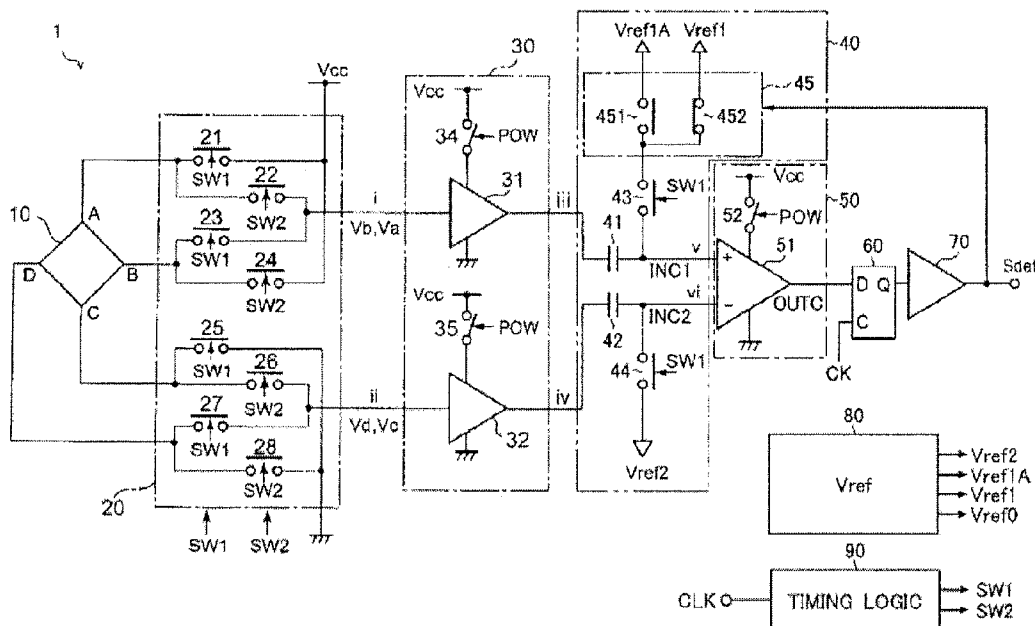 1
Vcc
21
SW1
22
SW2
23
SW1
24
SW2
25
SW1
26
SW2
27
SW1
28
SW2
20
SW1 SW2
10
A
B
C
D
i
Vb,Va
ii
Vd,Vc
30
Vcc
34
POW
31
Vcc
35
POW
32
iii
iv
Vref1A Vref1
40
45
451
452
43
SW1
41
v
INC1
vi
INC2
42
44
SW1
Vref2
Vcc
50
52
POW
51
+
−
OUTC
60
D Q
C
CK
70
Sdet
80
Vref
Vref2
Vref1A
Vref1
Vref0
90
CLK
TIMING LOGIC
SW1
SW2